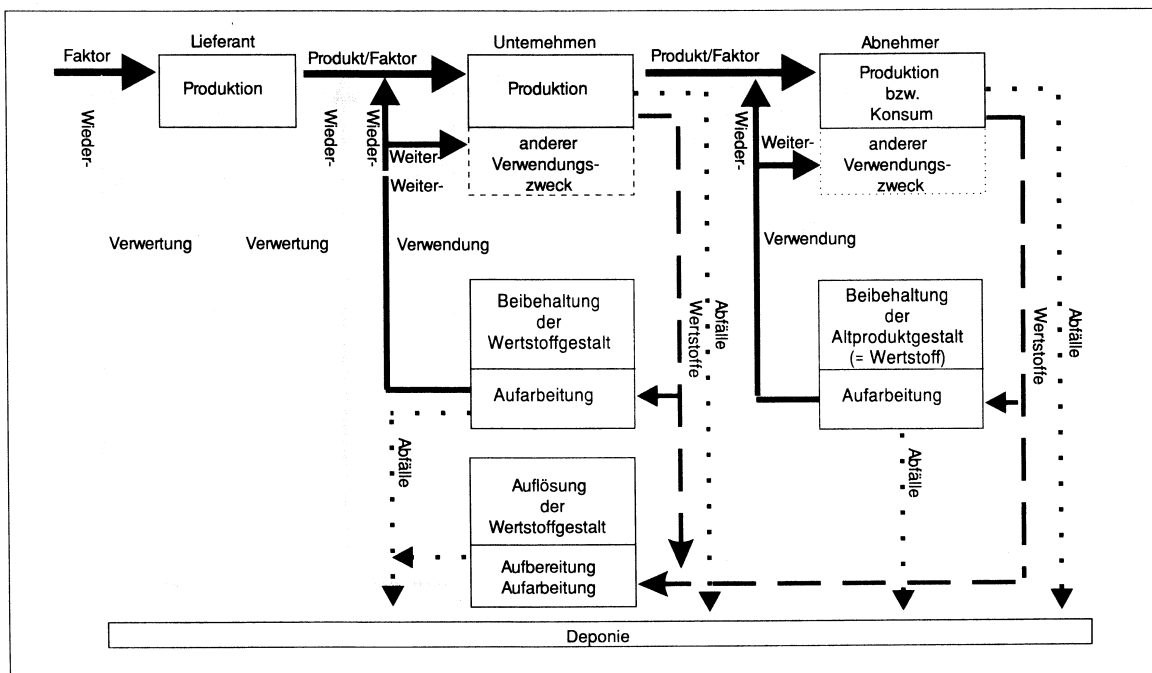 Lieferant
Unternehmen
Abnehmer
Faktor
Produktion
Produkt/Faktor
Produktion
Produkt/Faktor
Produktion
bzw.
Konsum
Wieder-
Wieder-
Wieder-
Weiter-
Weiter-
anderer
Verwendungs-
zweck
Wieder-
Weiter-
anderer
Verwendungs-
zweck
Verwertung
Verwertung
Verwendung
Verwendung
Beibehaltung
der
Wertstoffgestalt
Aufarbeitung
Wertstoffe
Abfälle
Beibehaltung
der
Altproduktgestalt
(= Wertstoff)
Aufarbeitung
Wertstoffe
Abfälle
Abfälle
Auflösung
der
Wertstoffgestalt
Aufbereitung
Aufarbeitung
Abfälle
Deponie